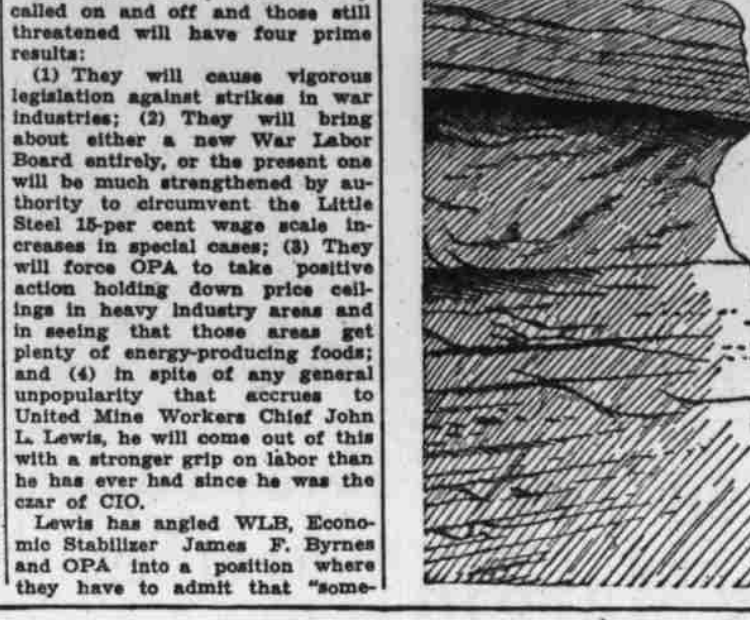 called on and off and those still
threatened will have four prime
results:
(1) They will cause vigorous
legislation against strikes in war
industries; (2) They will bring
about either a new War Labor
Board entirely, or the present one
will be much strengthened by au-
thority to circumvent the Little
Steel 15-per cent wage scale in-
creases in special cases; (3) They
will force OPA to take positive
action holding down price ceil-
ings in heavy industry areas and
in seeing that those areas get
plenty of energy-producing foods;
and (4) in spite of any general
unpopularity that accrues to
United Mine Workers Chief John
L. Lewis, he will come out of this
with a stronger grip on labor than
he has ever had since he was the
czar of CIO.
Lewis has angled WLB, Econo-
mic Stabilizer James F. Byrnes
and OPA into a position where
they have to admit that "some-